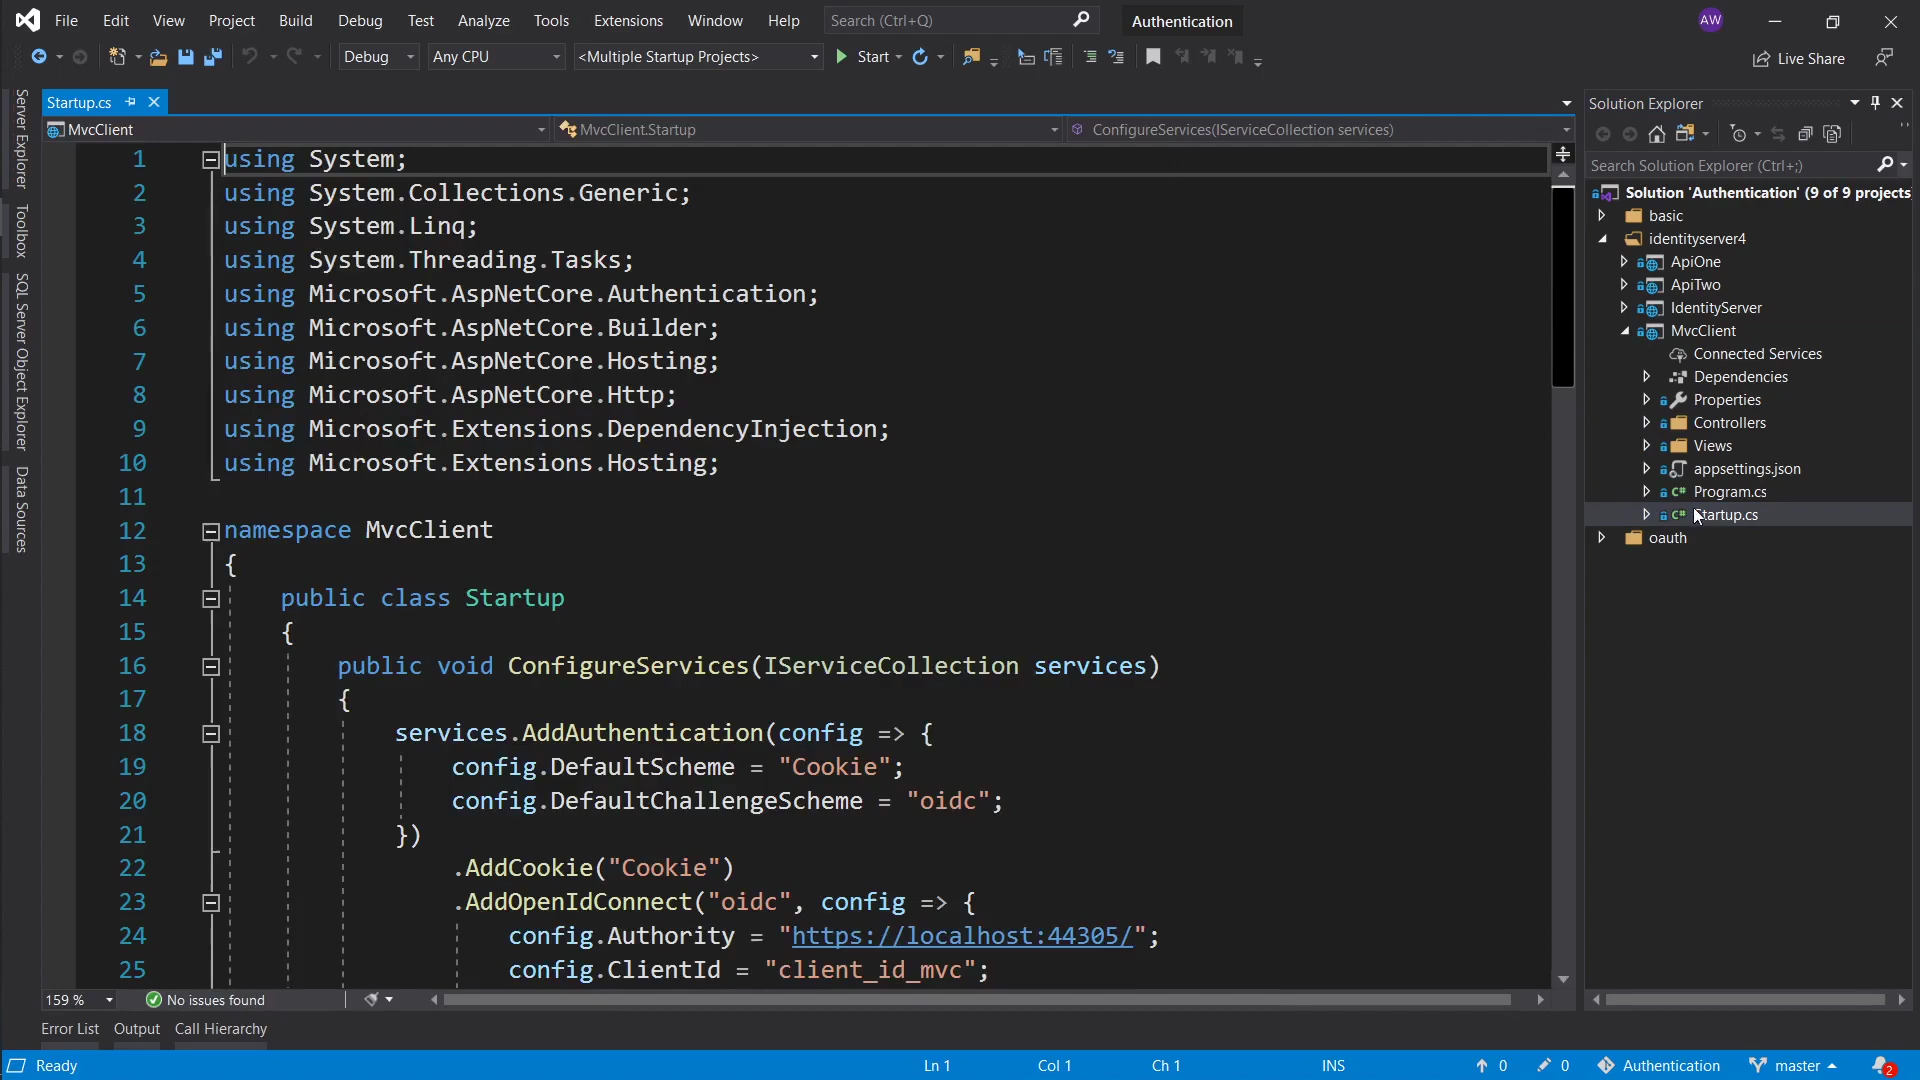 File Edit View Project Build Debug Test Analyze Tools Extensions Window Help Search (Ctrl+Q) Authentication AW
Debug Any CPU <Multiple Startup Projects> Start Live Share
Server Explorer
Toolbox
SQL Server Object Explorer
Data Sources
Startup.cs
MvcClient MvcClient.Startup ConfigureServices(IServiceCollection services)
1 using System;
2 using System.Collections.Generic;
3 using System.Linq;
4 using System.Threading.Tasks;
5 using Microsoft.AspNetCore.Authentication;
6 using Microsoft.AspNetCore.Builder;
7 using Microsoft.AspNetCore.Hosting;
8 using Microsoft.AspNetCore.Http;
9 using Microsoft.Extensions.DependencyInjection;
10 using Microsoft.Extensions.Hosting;
11
12 namespace MvcClient
13 {
14 public class Startup
15 {
16 public void ConfigureServices(IServiceCollection services)
17 {
18 services.AddAuthentication(config => {
19 config.DefaultScheme = "Cookie";
20 config.DefaultChallengeScheme = "oidc";
21 })
22 .AddCookie("Cookie")
23 .AddOpenIdConnect("oidc", config => {
24 config.Authority = "https://localhost:44305/";
25 config.ClientId = "client_id_mvc";
159 % No issues found
Error List Output Call Hierarchy
Solution Explorer
Search Solution Explorer (Ctrl+;)
Solution 'Authentication' (9 of 9 projects
basic
identityserver4
ApiOne
ApiTwo
IdentityServer
MvcClient
Connected Services
Dependencies
Properties
C# Controllers
Views
appsettings.json
C# Program.cs
C# Startup.cs
oauth
Ready Ln 1 Col 1 Ch 1 INS 0 0 Authentication master 2